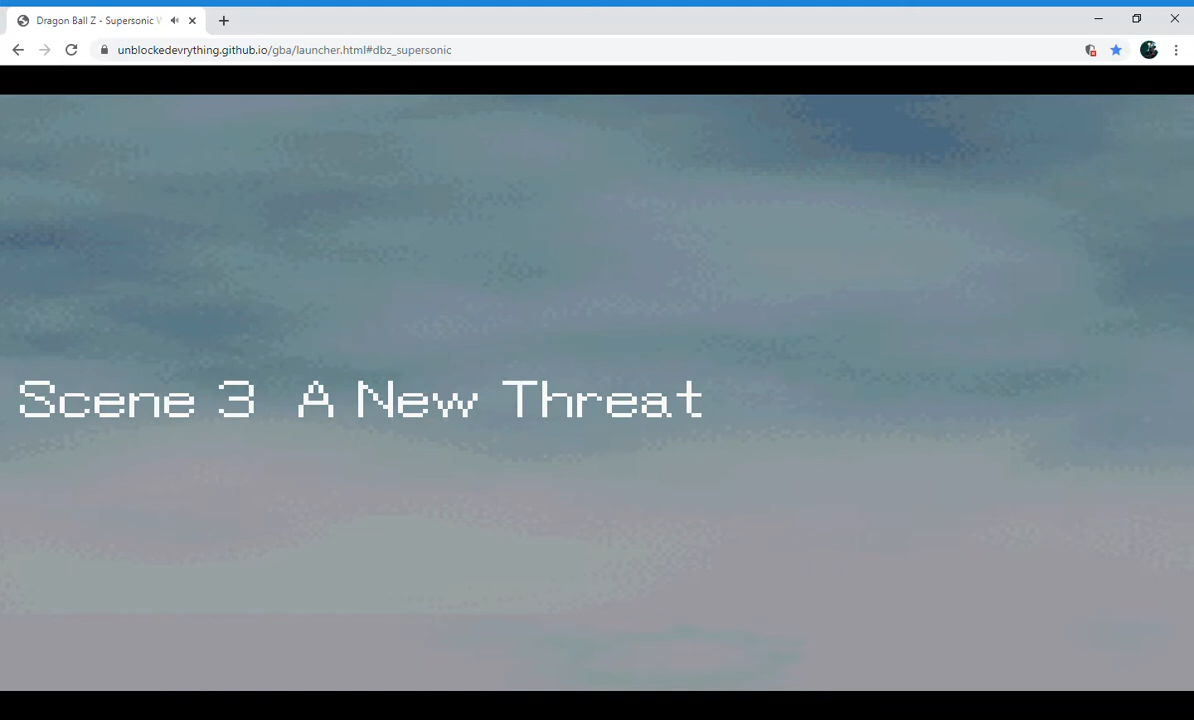 Dragon Ball Z - Supersonic W
unblockedevrything.github.io/gba/launcher.html#dbz_supersonic
Scene 3 A New Threat